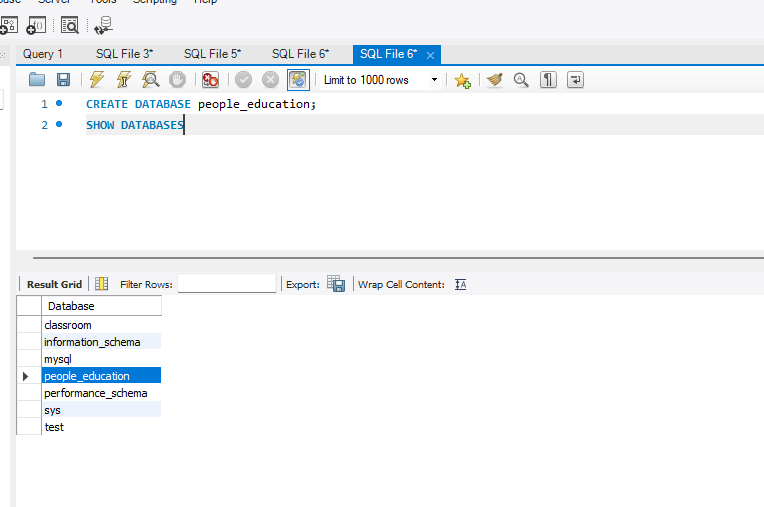 Server Tools Scripting Help
Query 1 SQL File 3* SQL File 5* SQL File 6* SQL File 6*
Limit to 1000 rows
1 CREATE DATABASE people_education;
2 SHOW DATABASES
Result Grid Filter Rows: Export: Wrap Cell Content:
Database
classroom
information_schema
mysql
people_education
performance_schema
sys
test